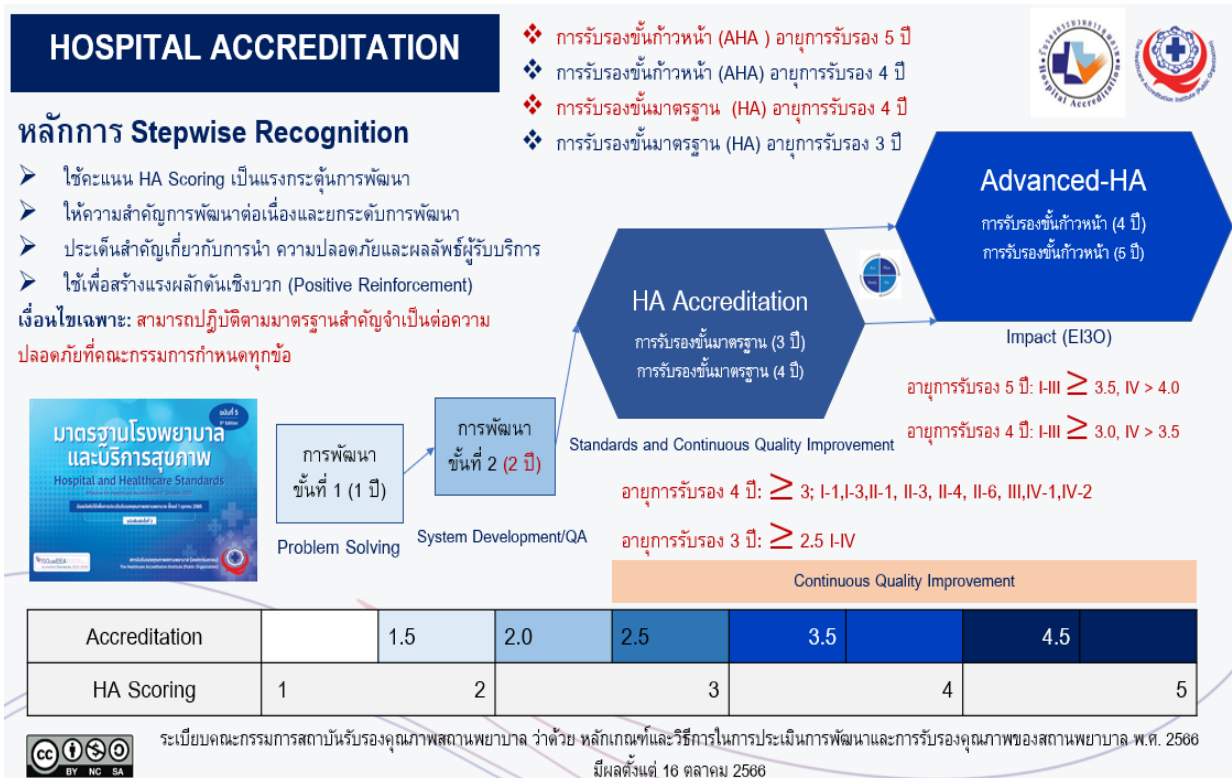 HOSPITAL ACCREDITATION
❖ การรับรองขั้นก้าวหน้า (AHA ) อายุการรับรอง 5 ปี
❖ การรับรองขั้นก้าวหน้า (AHA) อายุการรับรอง 4 ปี
❖ การรับรองขั้นมาตรฐาน (HA) อายุการรับรอง 4 ปี
❖ การรับรองขั้นมาตรฐาน (HA) อายุการรับรอง 3 ปี
Hospital Accreditation
The Healthcare Accreditation Institute (Public Organization)
หลักการ Stepwise Recognition
➢ ใช้คะแนน HA Scoring เป็นแรงกระตุ้นการพัฒนา
➢ ให้ความสำคัญการพัฒนาต่อเนื่องและยกระดับการพัฒนา
➢ ประเด็นสำคัญเกี่ยวกับการนำ ความปลอดภัยและผลลัพธ์ผู้รับบริการ
➢ ใช้เพื่อสร้างแรงผลักดันเชิงบวก (Positive Reinforcement)
เงื่อนไขเฉพาะ: สามารถปฏิบัติตามมาตรฐานสำคัญจำเป็นต่อความ
ปลอดภัยที่คณะกรรมการกำหนดทุกข้อ
ฉบับที่ 5
มาตรฐานโรงพยาบาล
และบริการสุขภาพ
Hospital and Healthcare Standards
การพัฒนา
ขั้นที่ 1 (1 ปี)
Problem Solving
การพัฒนา
ขั้นที่ 2 (2 ปี)
System Development/QA
HA Accreditation
การรับรองขั้นมาตรฐาน (3 ปี)
การรับรองขั้นมาตรฐาน (4 ปี)
Standards and Continuous Quality Improvement
Advanced-HA
การรับรองขั้นก้าวหน้า (4 ปี)
การรับรองขั้นก้าวหน้า (5 ปี)
Impact (EI3O)
อายุการรับรอง 5 ปี: I-III ≥ 3.5, IV > 4.0
อายุการรับรอง 4 ปี: I-III ≥ 3.0, IV > 3.5
อายุการรับรอง 4 ปี: ≥ 3; I-1,I-3,II-1, II-3, II-4, II-6, III,IV-1,IV-2
อายุการรับรอง 3 ปี: ≥ 2.5 I-IV
Continuous Quality Improvement
Accreditation 1.5 2.0 2.5 3.5 4.5
HA Scoring 1 2 3 4 5
cc BY NC SA
ระเบียบคณะกรรมการสถาบันรับรองคุณภาพสถานพยาบาล ว่าด้วย หลักเกณฑ์และวิธีการในการประเมินการพัฒนาและการรับรองคุณภาพของสถานพยาบาล พ.ศ. 2566
มีผลตั้งแต่ 16 ตุลาคม 2566